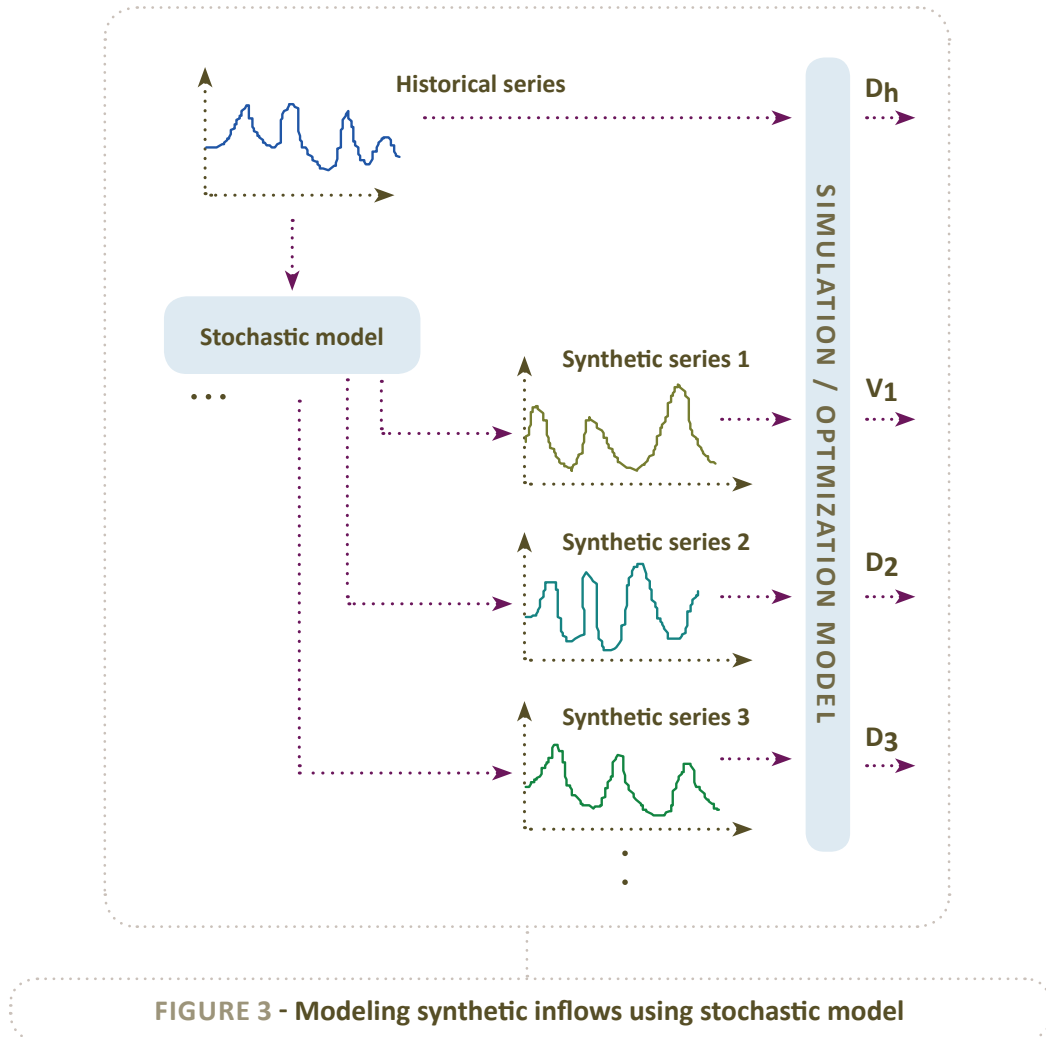 Historical series
Dh
Stochastic model
...
Synthetic series 1
V1
Synthetic series 2
D2
Synthetic series 3
D3
SIMULATION / OPTMIZATION MODEL
FIGURE 3 - Modeling synthetic inflows using stochastic model